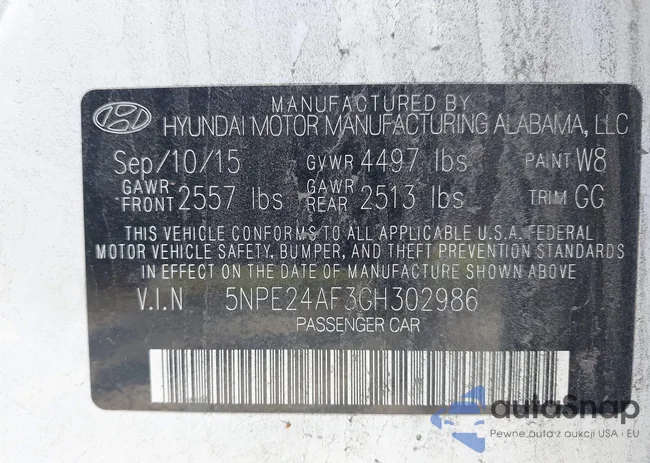 MANUFACTURED BY
HYUNDAI MOTOR MANUFACTURING ALABAMA, LLC
Sep/10/15 GVWR 4497 lbs PAINT W8
GAWR FRONT 2557 lbs GAWR REAR 2513 lbs TRIM GG
THIS VEHICLE CONFORMS TO ALL APPLICABLE U.S.A. FEDERAL
MOTOR VEHICLE SAFETY, BUMPER, AND THEFT PREVENTION STANDARDS
IN EFFECT ON THE DATE OF MANUFACTURE SHOWN ABOVE
V.I.N 5NPE24AF3GH302986
PASSENGER CAR
autoSnap
Pewne auta z aukcji USA i EU